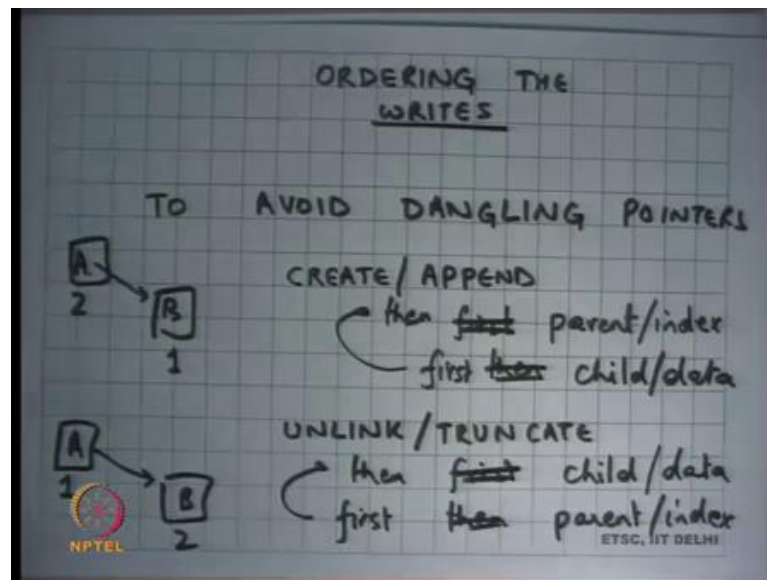 ORDERING THE
WRITES
TO AVOID DANGLING POINTERS
A
2
B
1
CREATE/APPEND
then first parent/index
first then child/data
A
1
B
2
UNLINK/TRUNCATE
then first child/data
first then parent/index
NPTEL
ETSC, IIT DELHI